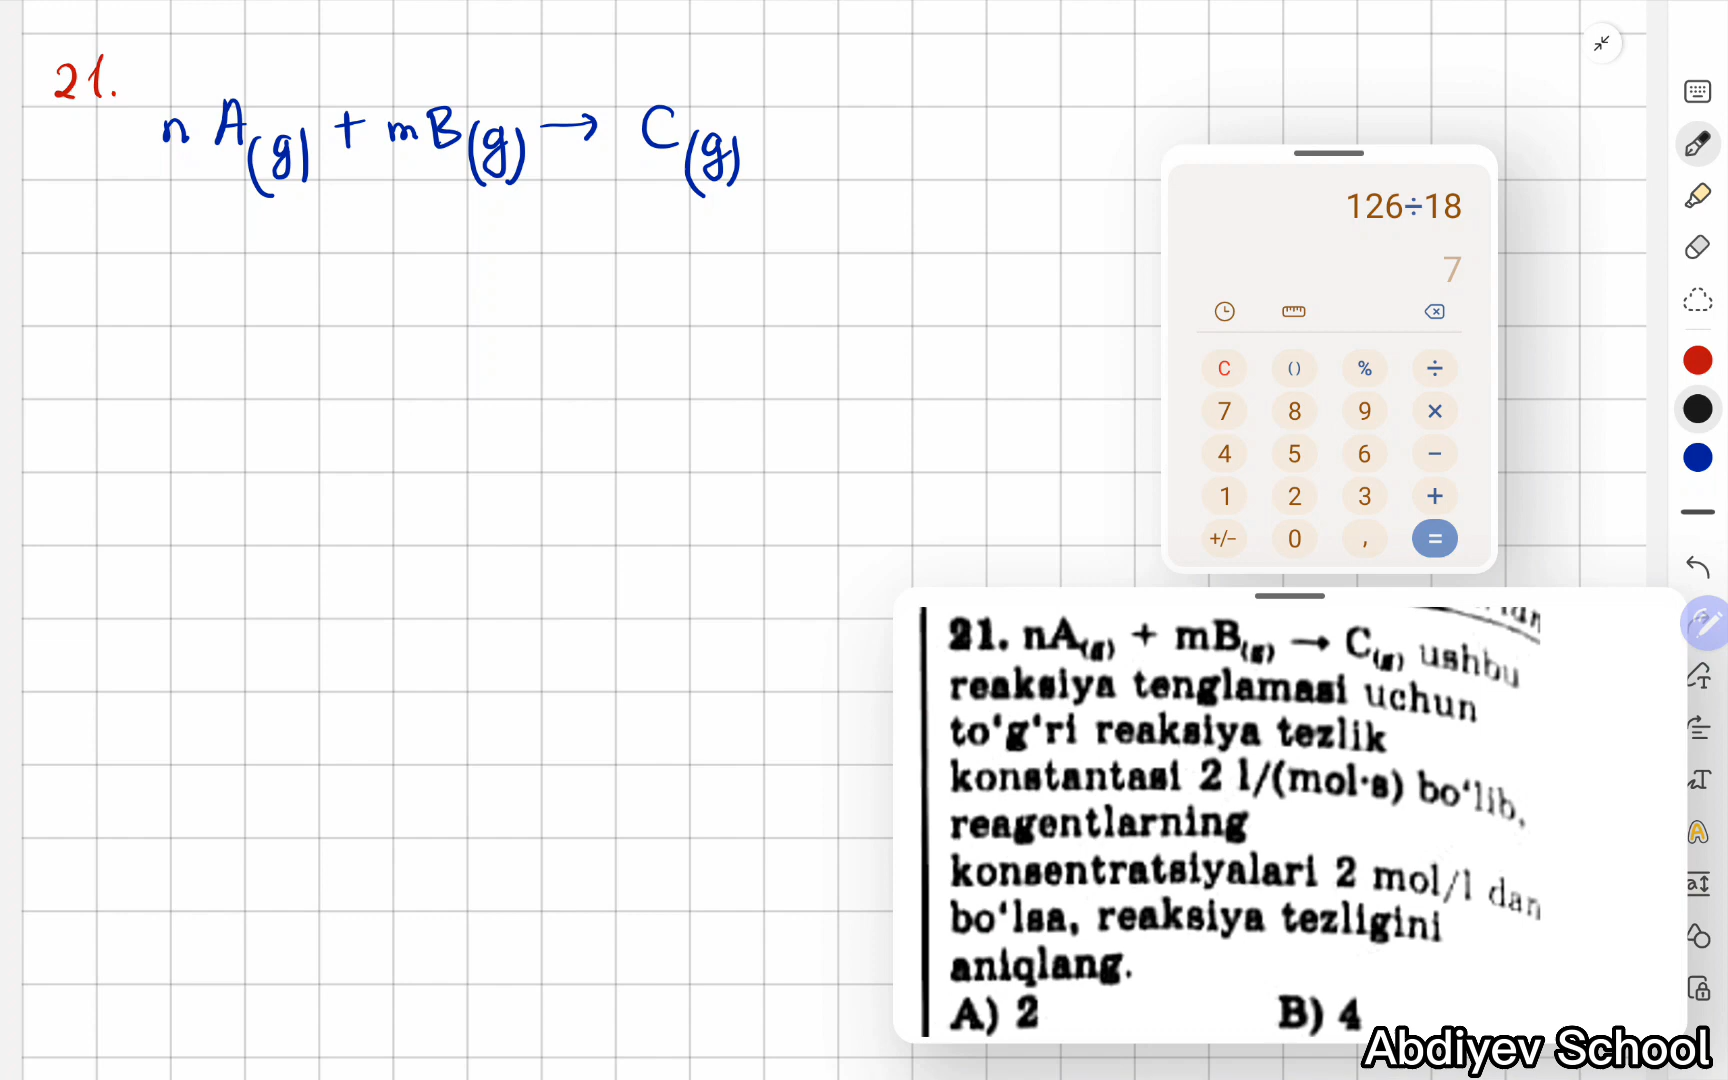 21.
n A(g) + m B(g) → C(g)
126÷18
7
C () % ÷
7 8 9 ×
4 5 6 −
1 2 3 +
+/− 0 , =
21. nA(g) + mB(g) → C(g) ushbu
reaksiya tenglamasi uchun
to‘g‘ri reaksiya tezlik
konstantasi 2 l/(mol·s) bo‘lib,
reagentlarning
konsentratsiyalari 2 mol/l dan
bo‘lsa, reaksiya tezligini
aniqlang.
A) 2 B) 4
Abdiyev School